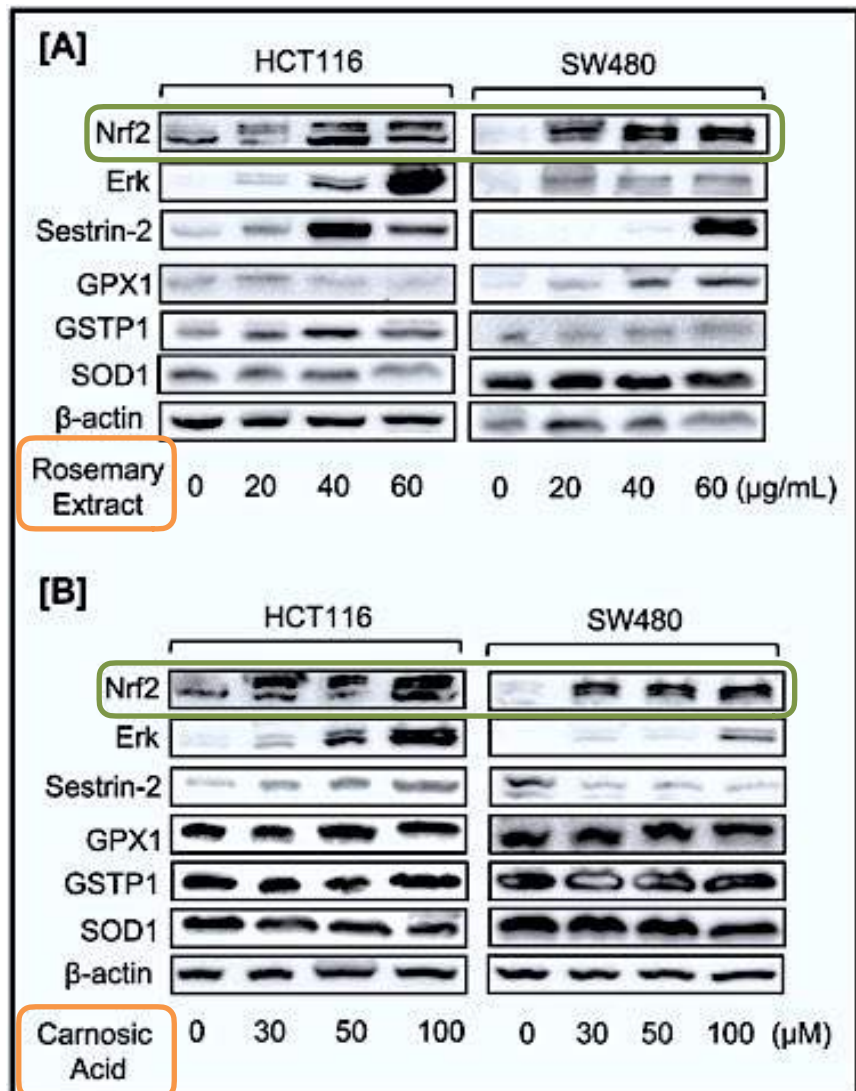 [A]
HCT116 SW480
Nrf2
Erk
Sestrin-2
GPX1
GSTP1
SOD1
β-actin
Rosemary
Extract
0 20 40 60 0 20 40 60 (µg/mL)
[B]
HCT116 SW480
Nrf2
Erk
Sestrin-2
GPX1
GSTP1
SOD1
β-actin
Carnosic
Acid
0 30 50 100 0 30 50 100 (µM)